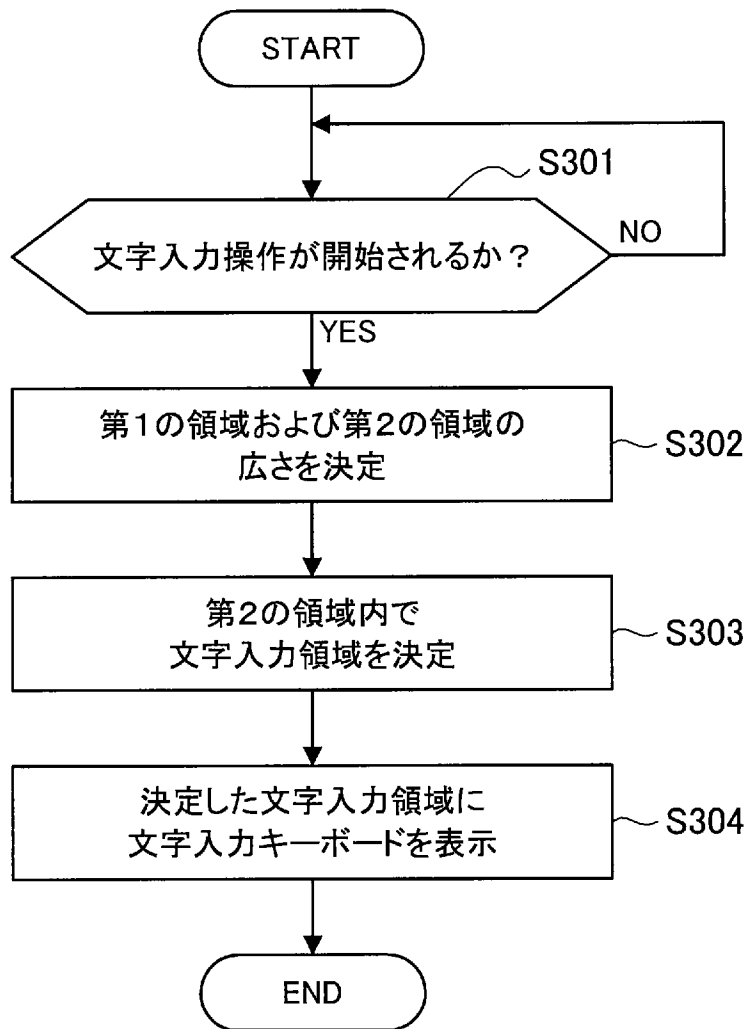 START
S301
文字入力操作が開始されるか？
NO
YES
第1の領域および第2の領域の
広さを決定
S302
第2の領域内で
文字入力領域を決定
S303
決定した文字入力領域に
文字入力キーボードを表示
S304
END